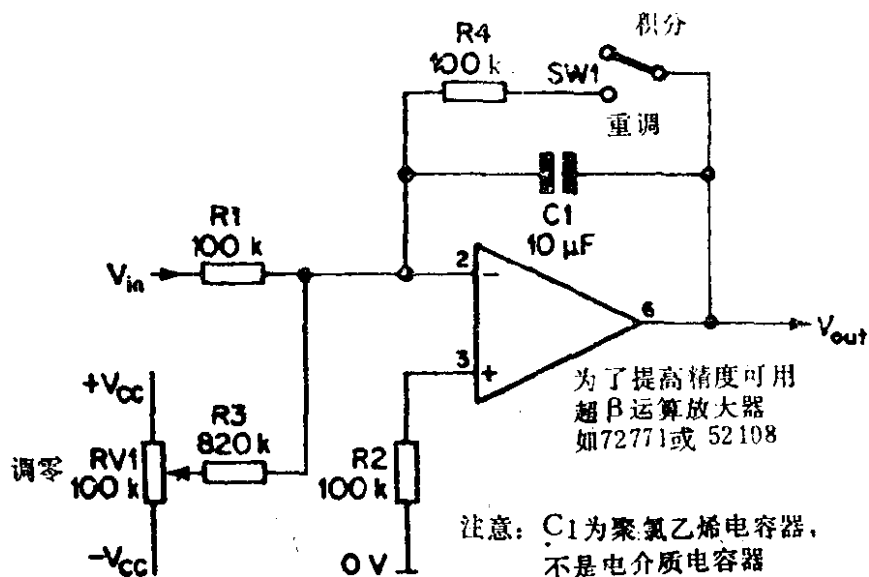 积分
R4
100 k
SW1
重调
C1
10 μF
R1
100 k
Vin
2
−
6
Vout
3
+
为了提高精度可用
超β运算放大器
如72771或 52108
+VCC
R3
820 k
调零
RV1
100 k
R2
100 k
−VCC
0 V
注意: C1为聚氯乙烯电容器,
不是电介质电容器